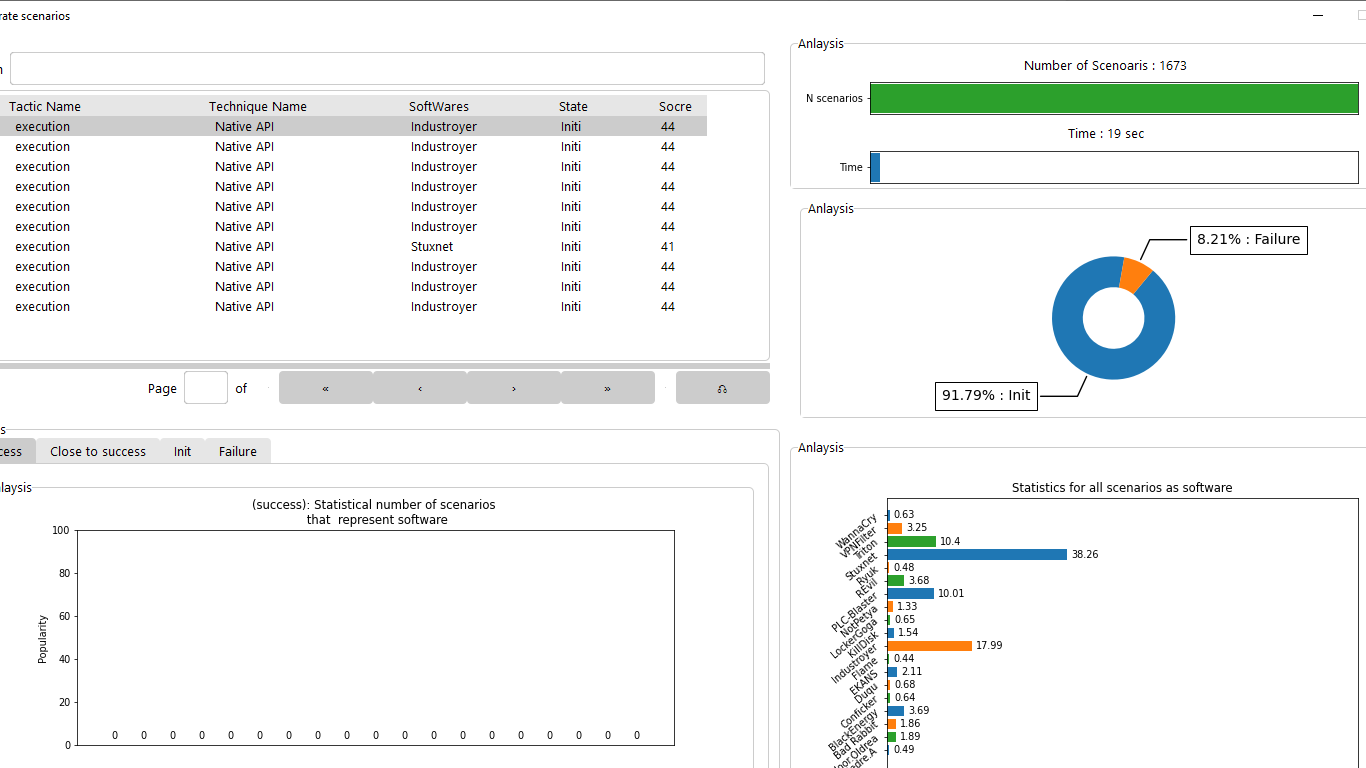 rate scenarios
n
Tactic Name Technique Name SoftWares State Socre
execution Native API Industroyer Initi 44
execution Native API Industroyer Initi 44
execution Native API Industroyer Initi 44
execution Native API Industroyer Initi 44
execution Native API Industroyer Initi 44
execution Native API Industroyer Initi 44
execution Native API Stuxnet Initi 41
execution Native API Industroyer Initi 44
execution Native API Industroyer Initi 44
execution Native API Industroyer Initi 44
Page of « ‹ › »
s
cess Close to success Init Failure
laysis
(success): Statistical number of scenarios
that represent software
Popularity
100
80
60
40
20
0
0 0 0 0 0 0 0 0 0 0 0 0 0 0 0 0 0 0 0
Anlaysis
Number of Scenoaris : 1673
N scenarios
Time : 19 sec
Time
Anlaysis
8.21% : Failure
91.79% : Init
Anlaysis
Statistics for all scenarios as software
WannaCry 0.63
VPNFilter 3.25
Triton 10.4
Stuxnet 38.26
Ryuk 0.48
REvil 3.68
PLC-Blaster 10.01
NotPetya 1.33
LockerGoga 0.65
KillDisk 1.54
Industroyer 17.99
Flame 0.44
EKANS 2.11
Duqu 0.68
Conficker 0.64
BlackEnergy 3.69
Bad Rabbit 1.86
oor.Oldrea 1.89
dre.A 0.49